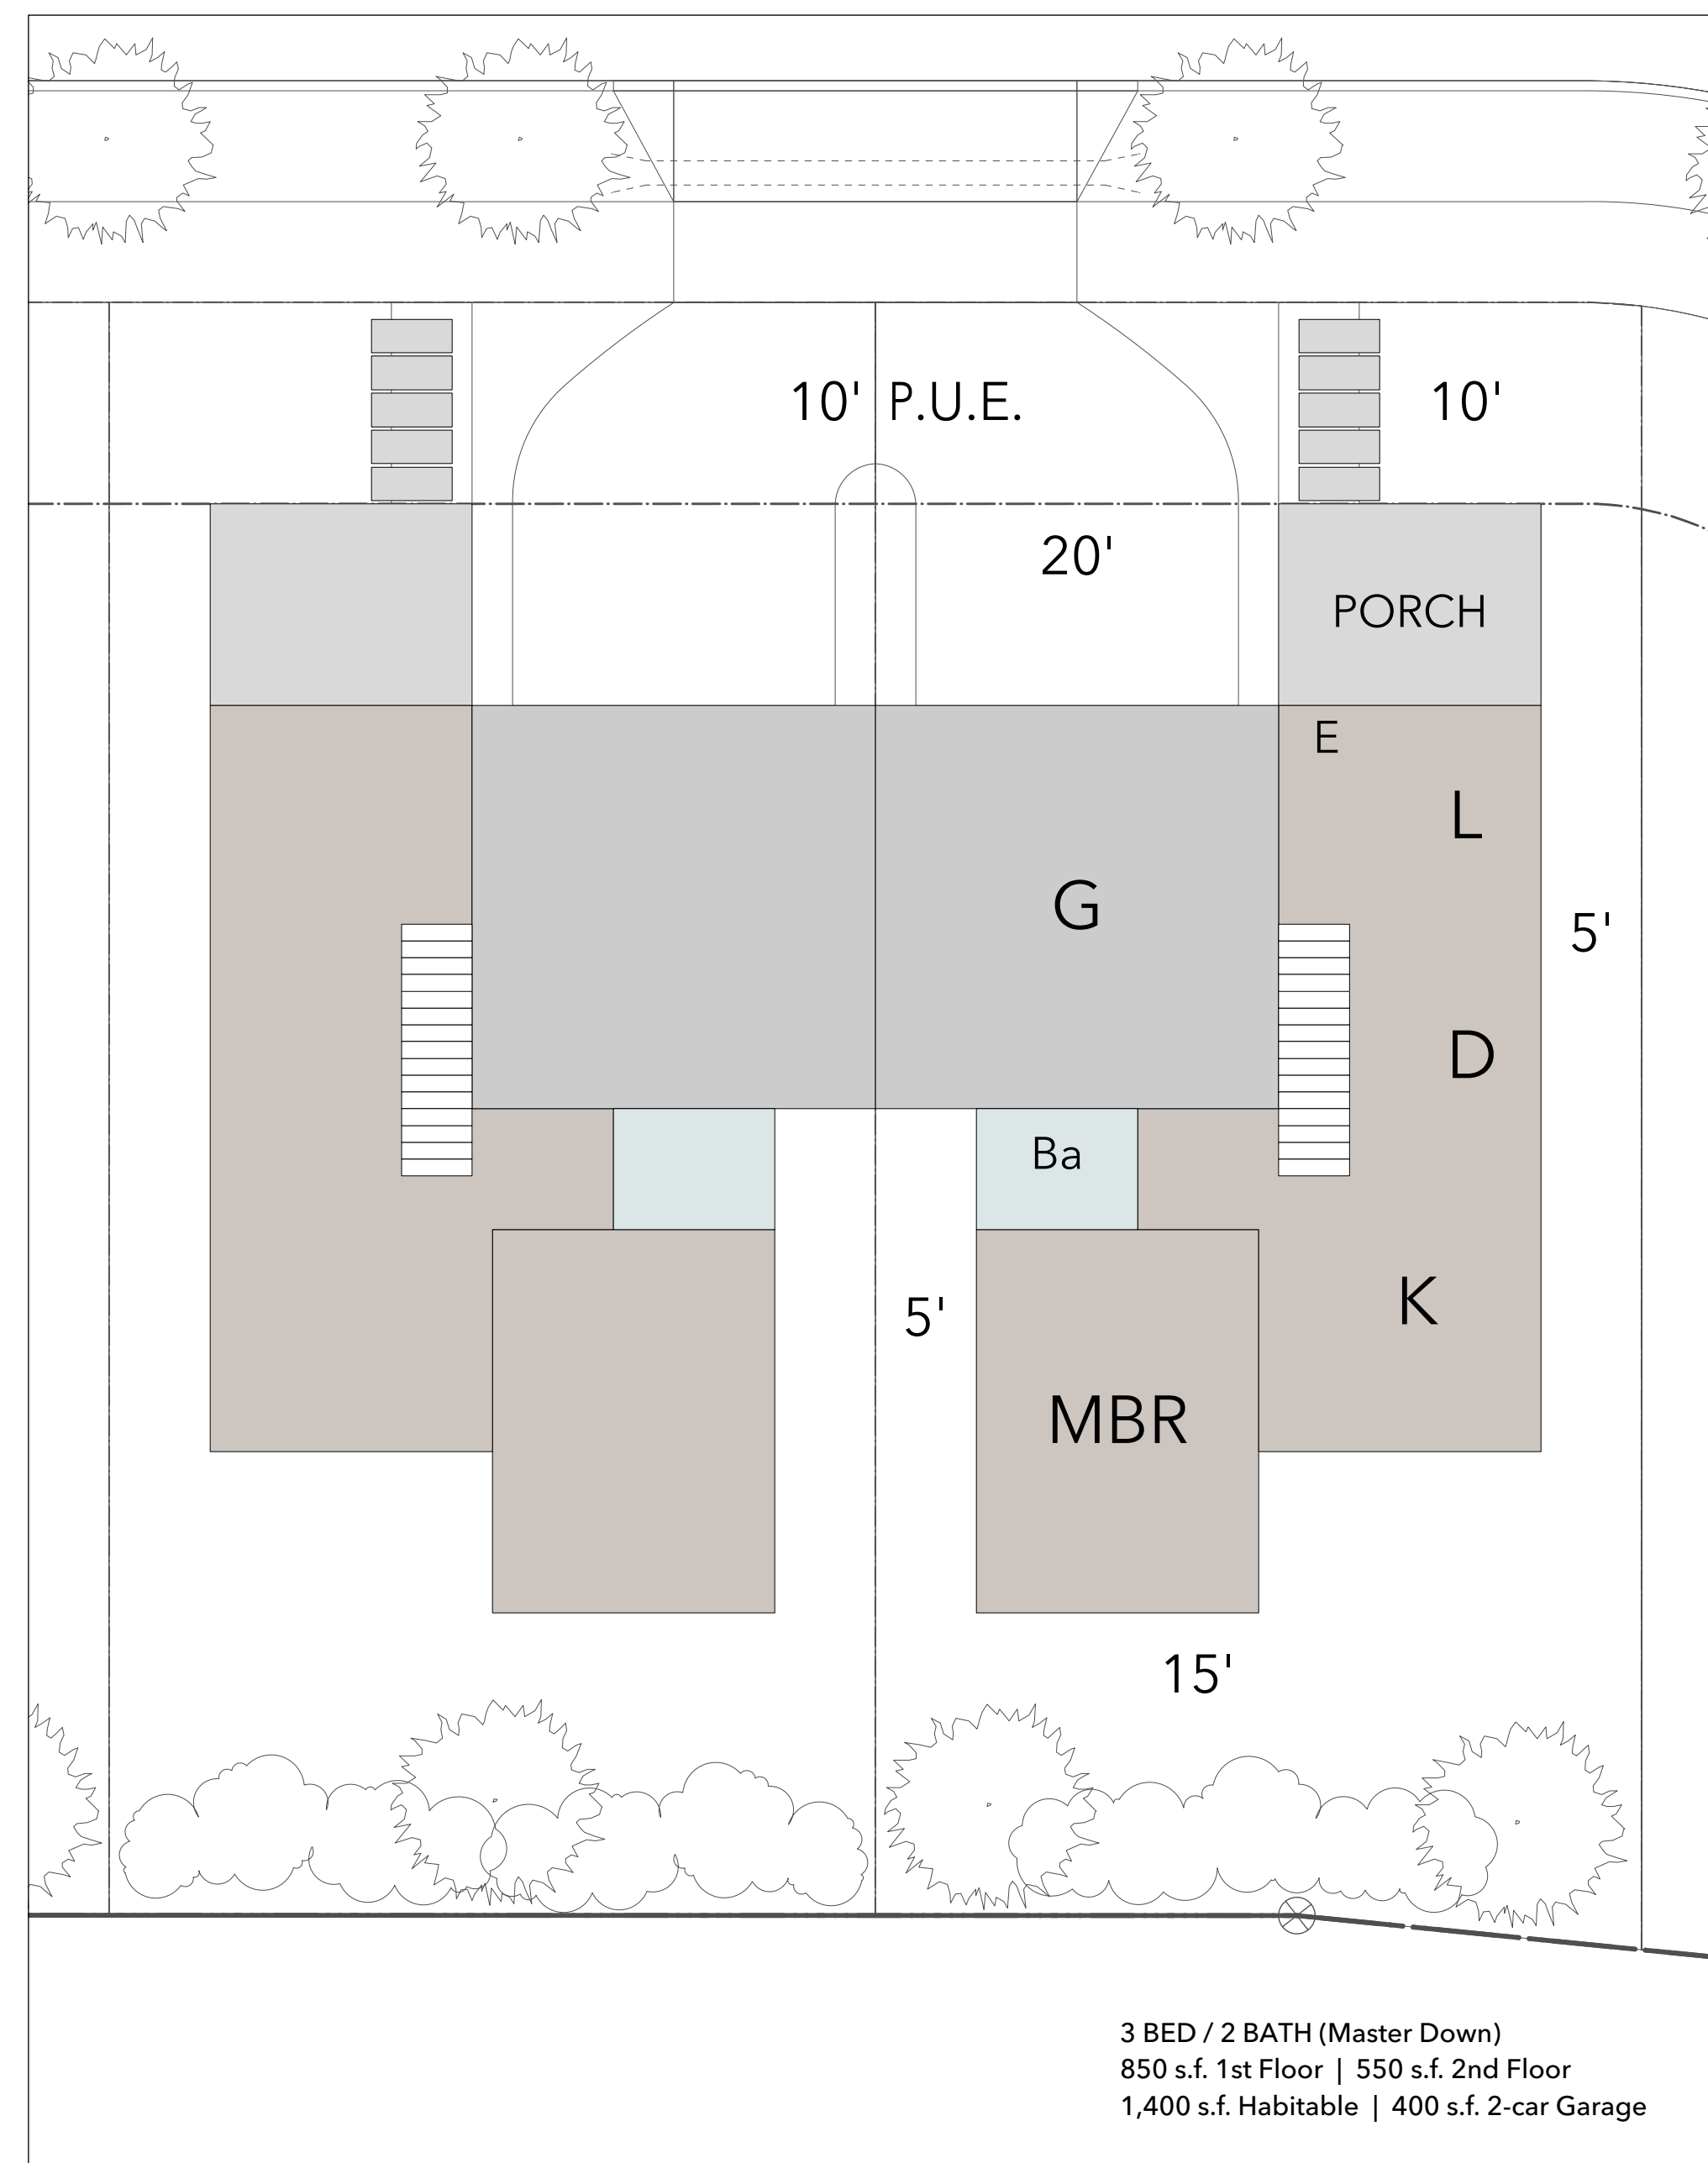 10' P.U.E.
10'
20'
PORCH
E
L
G
5'
D
Ba
K
5'
MBR
15'
3 BED / 2 BATH (Master Down)
850 s.f. 1st Floor | 550 s.f. 2nd Floor
1,400 s.f. Habitable | 400 s.f. 2-car Garage